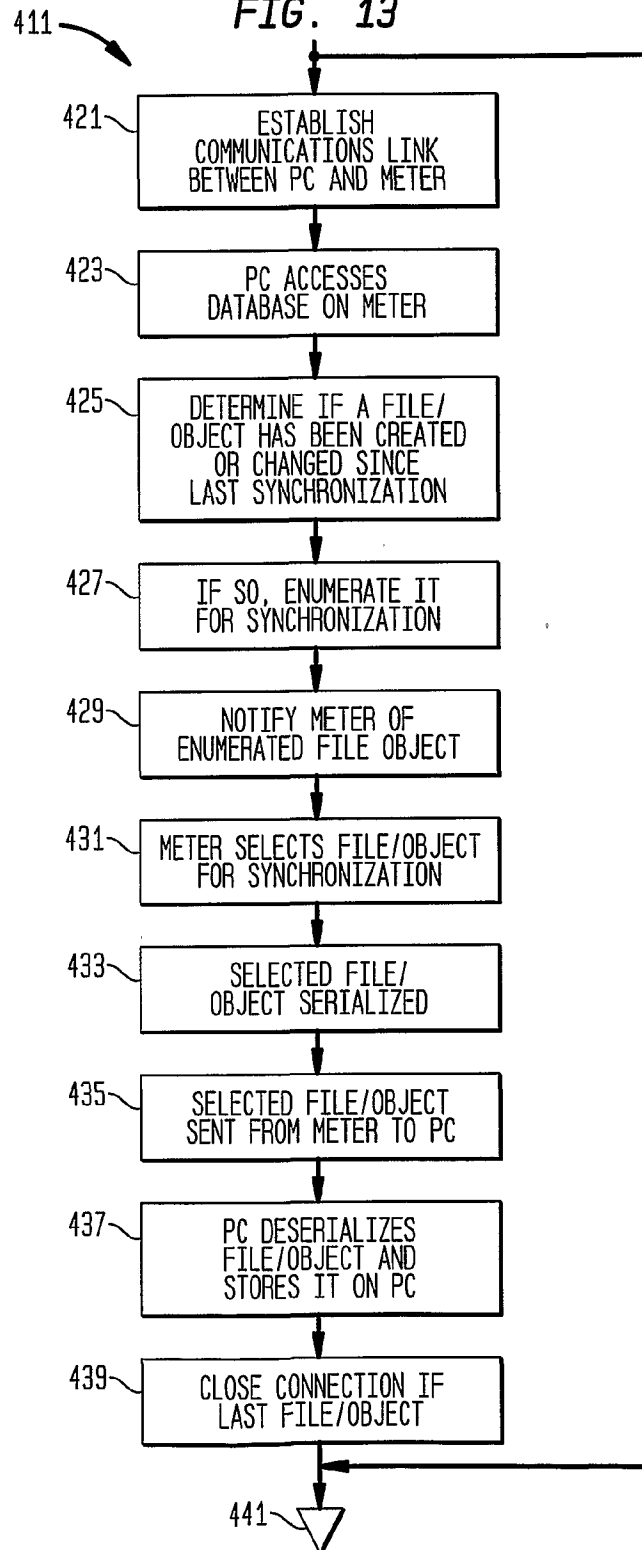 FIG. 13
411
421
ESTABLISH
COMMUNICATIONS LINK
BETWEEN PC AND METER
423
PC ACCESSES
DATABASE ON METER
425
DETERMINE IF A FILE/
OBJECT HAS BEEN CREATED
OR CHANGED SINCE
LAST SYNCHRONIZATION
427
IF SO, ENUMERATE IT
FOR SYNCHRONIZATION
429
NOTIFY METER OF
ENUMERATED FILE OBJECT
431
METER SELECTS FILE/OBJECT
FOR SYNCHRONIZATION
433
SELECTED FILE/
OBJECT SERIALIZED
435
SELECTED FILE/OBJECT
SENT FROM METER TO PC
437
PC DESERIALIZES
FILE/OBJECT AND
STORES IT ON PC
439
CLOSE CONNECTION IF
LAST FILE/OBJECT
441